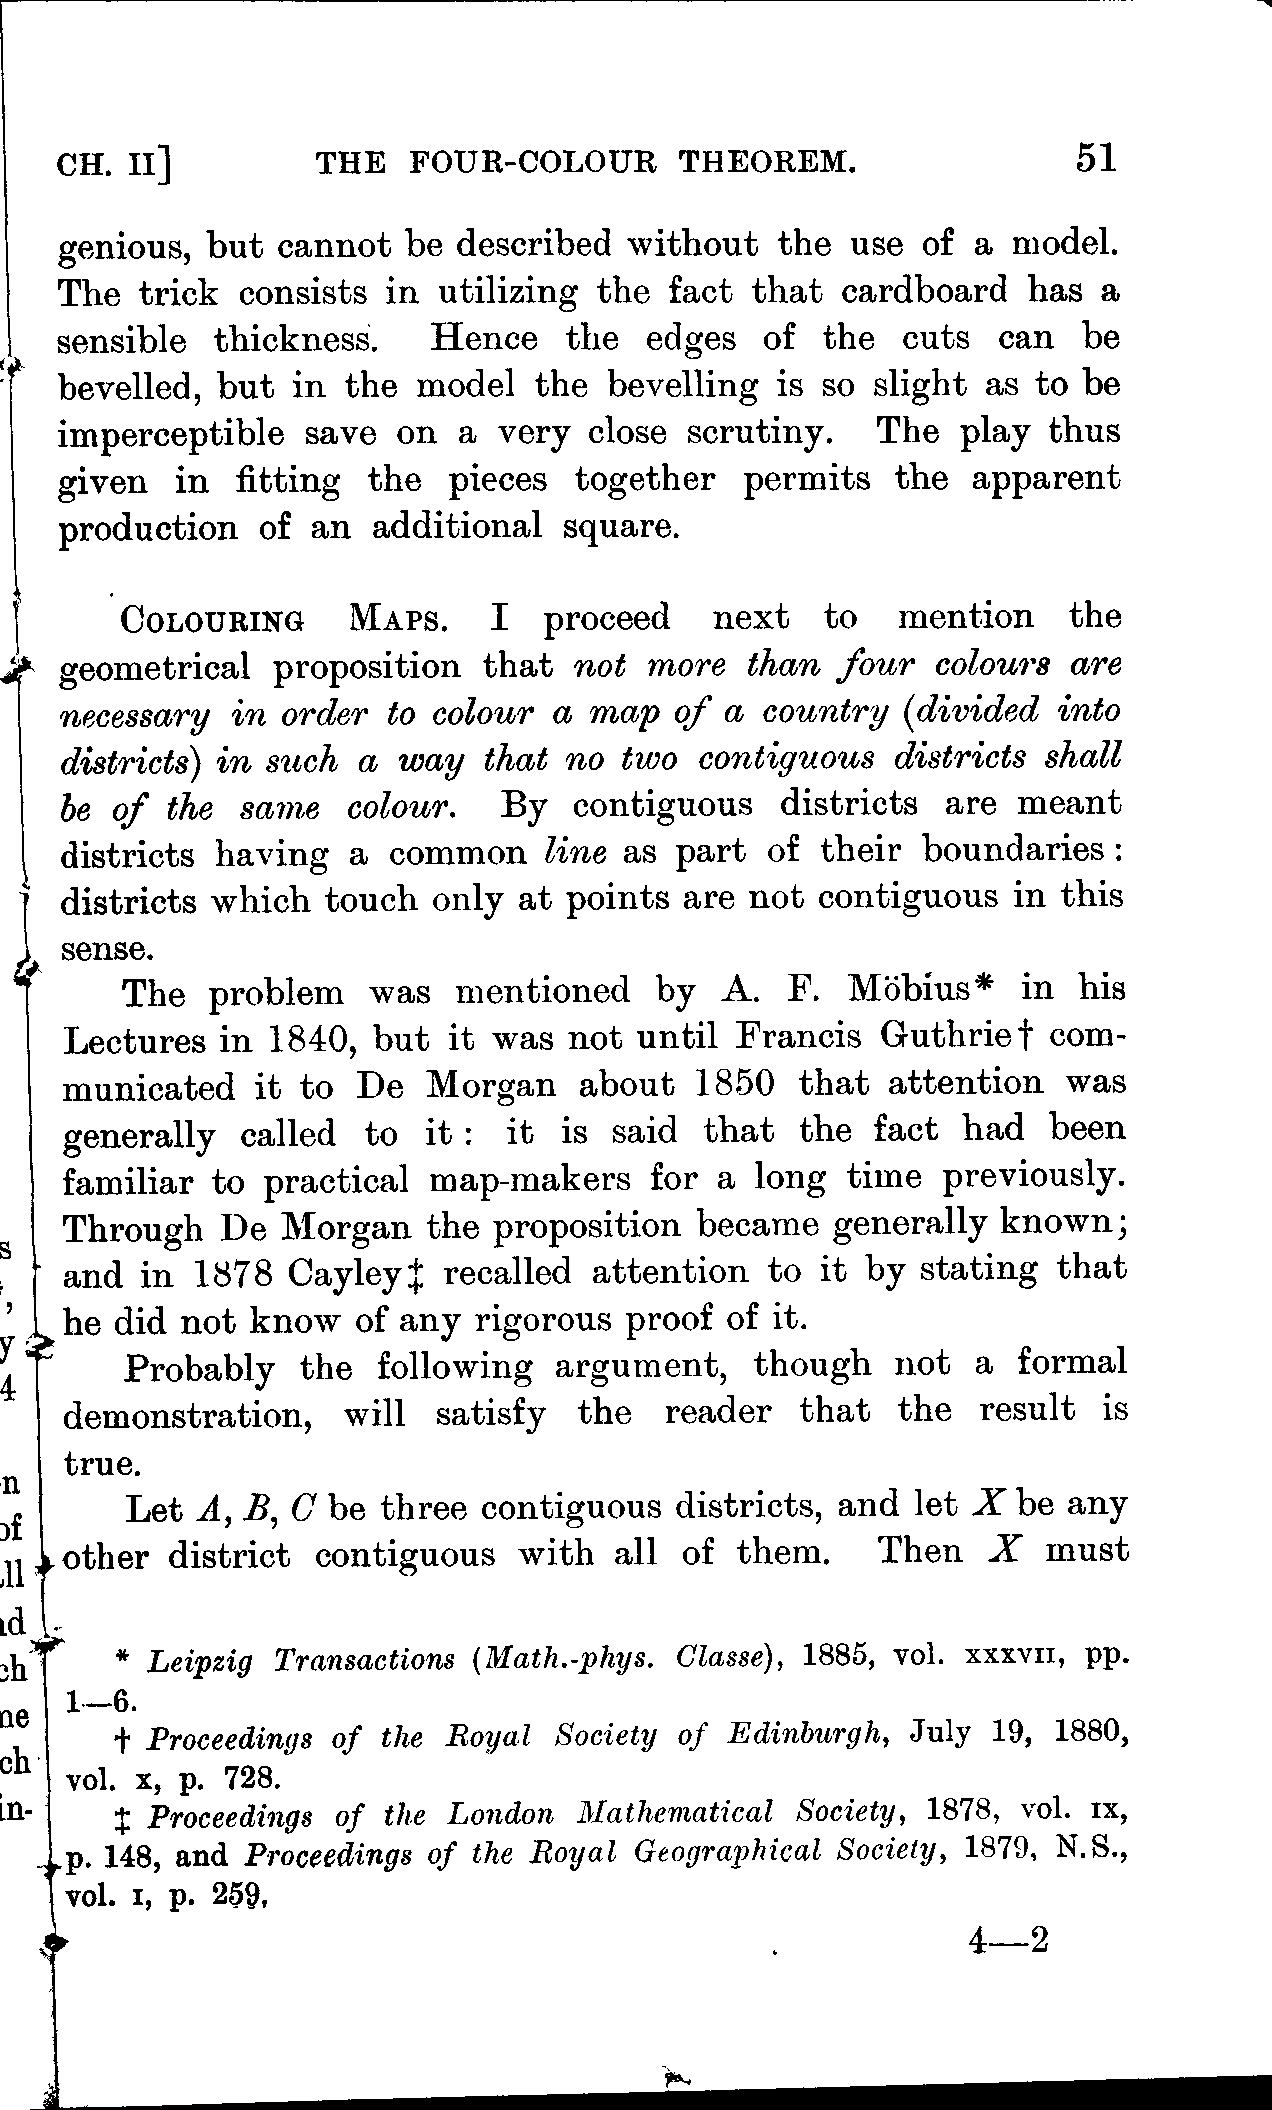 CH. II] THE FOUR-COLOUR THEOREM. 51
genious, but cannot be described without the use of a model.
The trick consists in utilizing the fact that cardboard has a
sensible thickness. Hence the edges of the cuts can be
bevelled, but in the model the bevelling is so slight as to be
imperceptible save on a very close scrutiny. The play thus
given in fitting the pieces together permits the apparent
production of an additional square.
COLOURING MAPS. I proceed next to mention the
geometrical proposition that not more than four colours are
necessary in order to colour a map of a country (divided into
districts) in such a way that no two contiguous districts shall
be of the same colour. By contiguous districts are meant
districts having a common line as part of their boundaries:
districts which touch only at points are not contiguous in this
sense.
The problem was mentioned by A. F. Möbius* in his
Lectures in 1840, but it was not until Francis Guthrie† com-
municated it to De Morgan about 1850 that attention was
generally called to it: it is said that the fact had been
familiar to practical map-makers for a long time previously.
Through De Morgan the proposition became generally known;
and in 1878 Cayley‡ recalled attention to it by stating that
he did not know of any rigorous proof of it.
Probably the following argument, though not a formal
demonstration, will satisfy the reader that the result is
true.
Let A, B, C be three contiguous districts, and let X be any
other district contiguous with all of them. Then X must
* Leipzig Transactions (Math.-phys. Classe), 1885, vol. XXXVII, pp.
1—6.
† Proceedings of the Royal Society of Edinburgh, July 19, 1880,
vol. X, p. 728.
‡ Proceedings of the London Mathematical Society, 1878, vol. IX,
p. 148, and Proceedings of the Royal Geographical Society, 1879, N.S.,
vol. I, p. 259.
4—2